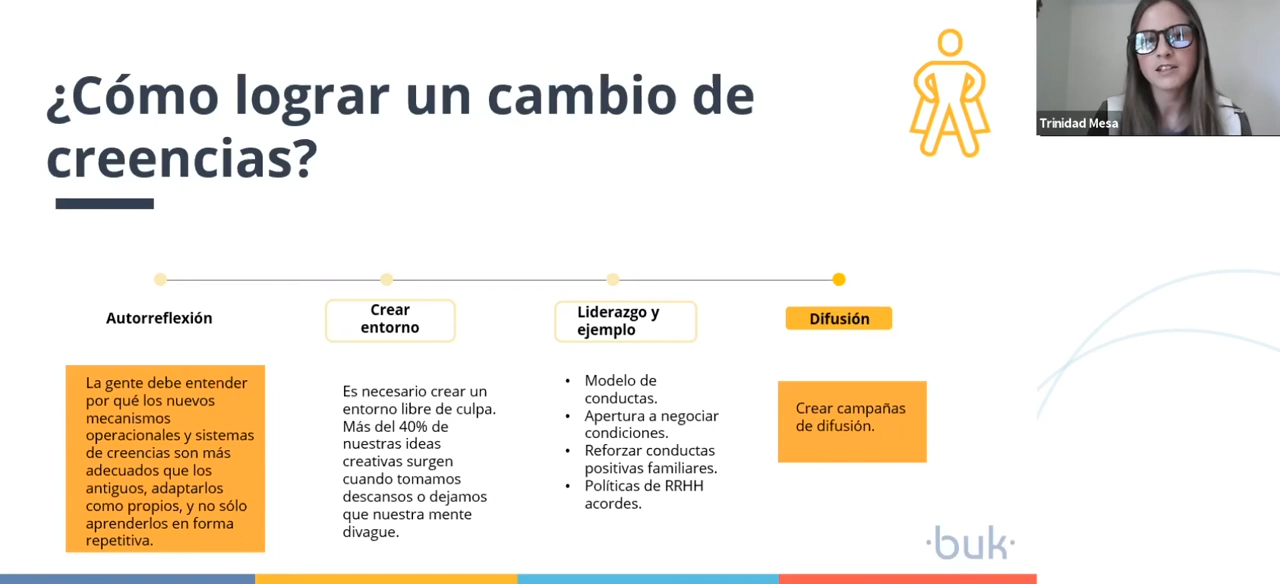 ¿Cómo lograr un cambio de
creencias?
Trinidad Mesa
Autorreflexión
Crear
entorno
Liderazgo y
ejemplo
Difusión
La gente debe entender
por qué los nuevos
mecanismos
operacionales y sistemas
de creencias son más
adecuados que los
antiguos, adaptarlos
como propios, y no sólo
aprenderlos en forma
repetitiva.
Es necesario crear un
entorno libre de culpa.
Más del 40% de
nuestras ideas
creativas surgen
cuando tomamos
descansos o dejamos
que nuestra mente
divague.
• Modelo de
conductas.
• Apertura a negociar
condiciones.
• Reforzar conductas
positivas familiares.
• Políticas de RRHH
acordes.
Crear campañas
de difusión.
·buk·